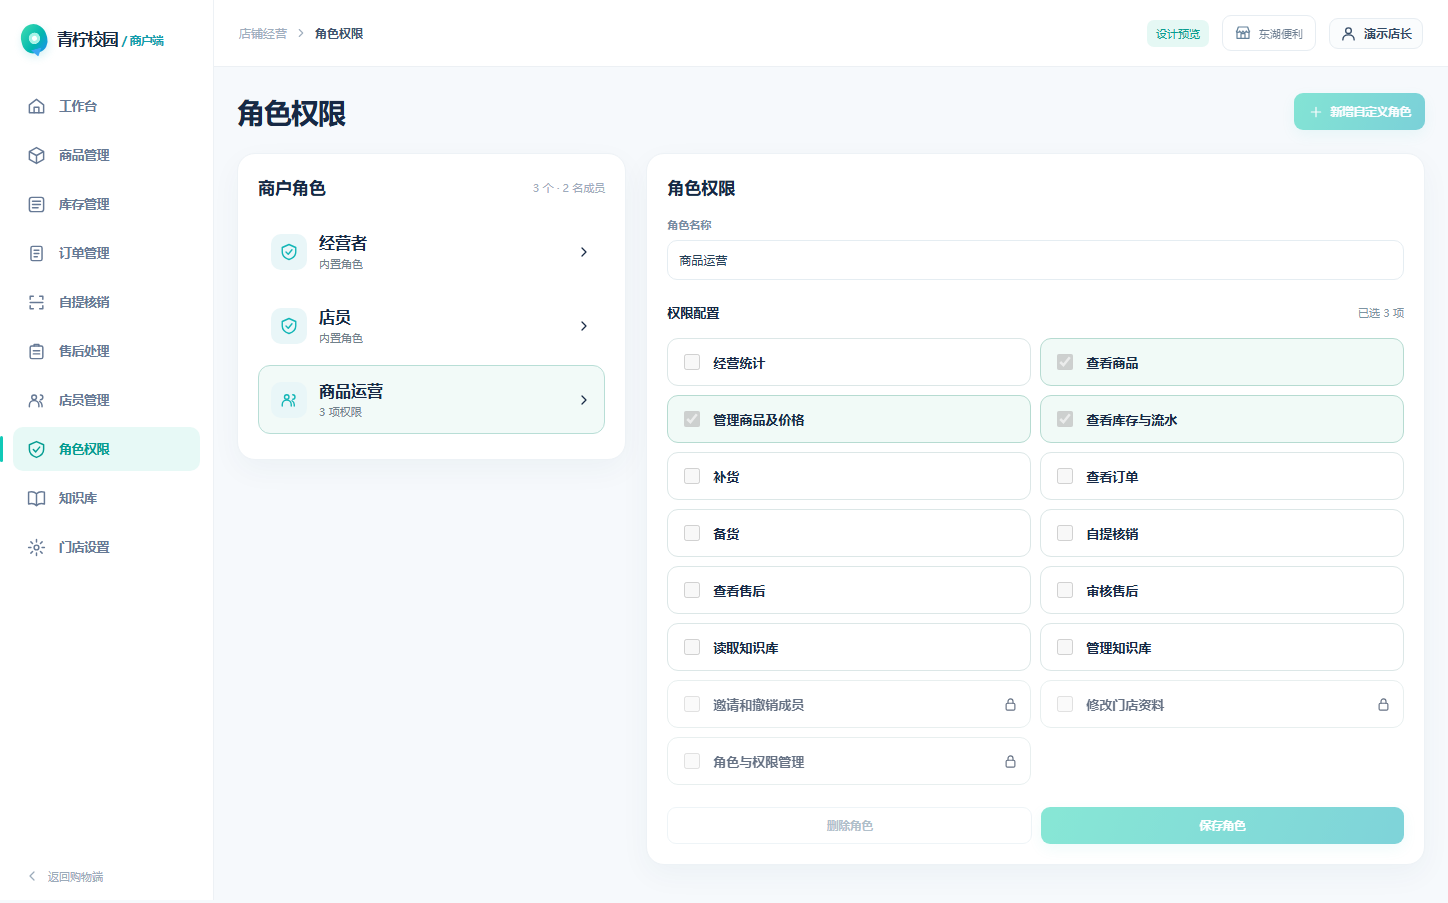 青柠校园 / 商户端
工作台
商品管理
库存管理
订单管理
自提核销
售后处理
店员管理
角色权限
知识库
门店设置
返回购物端
店铺经营 > 角色权限
设计预览
东湖便利
演示店长
角色权限
+ 新增自定义角色
商户角色
3 个 · 2 名成员
经营者
内置角色
店员
内置角色
商品运营
3 项权限
角色权限
角色名称
商品运营
权限配置
已选 3 项
经营统计
查看商品
管理商品及价格
查看库存与流水
补货
查看订单
备货
自提核销
查看售后
审核售后
读取知识库
管理知识库
邀请和撤销成员
修改门店资料
角色与权限管理
删除角色
保存角色